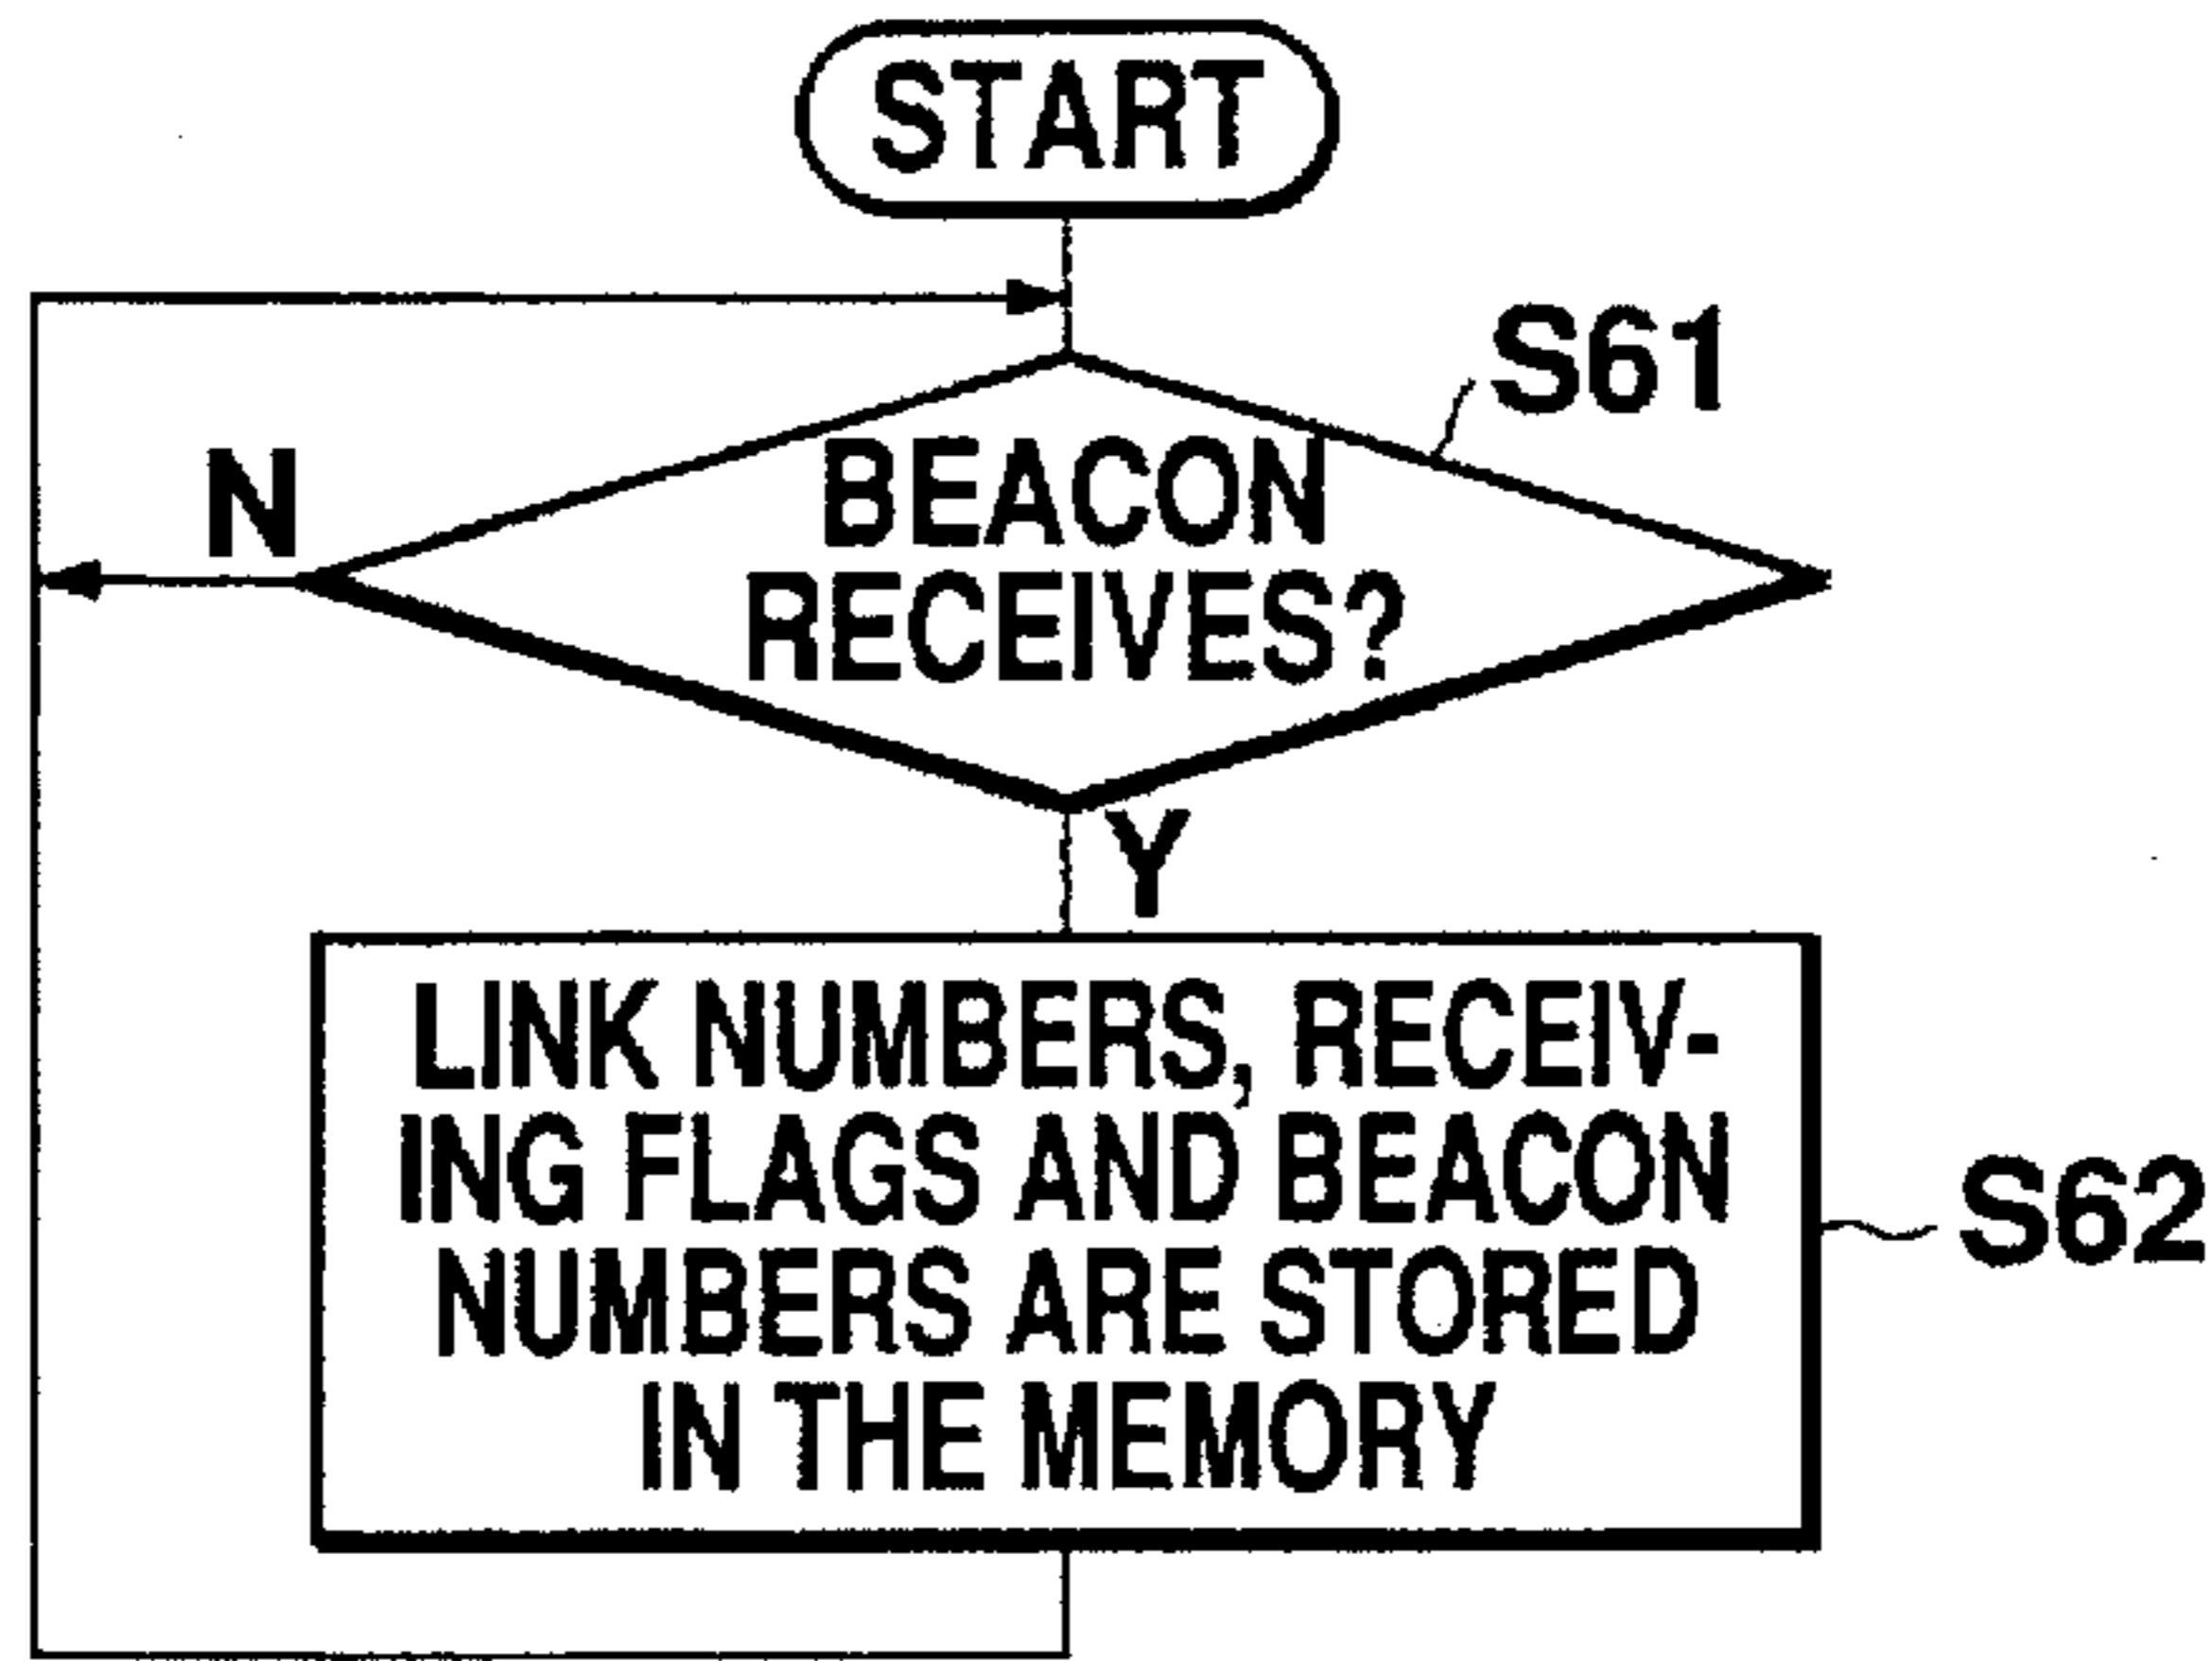 START
S61
N
BEACON
RECEIVES?
Y
LINK NUMBERS, RECEIV-
ING FLAGS AND BEACON
NUMBERS ARE STORED
IN THE MEMORY
S62